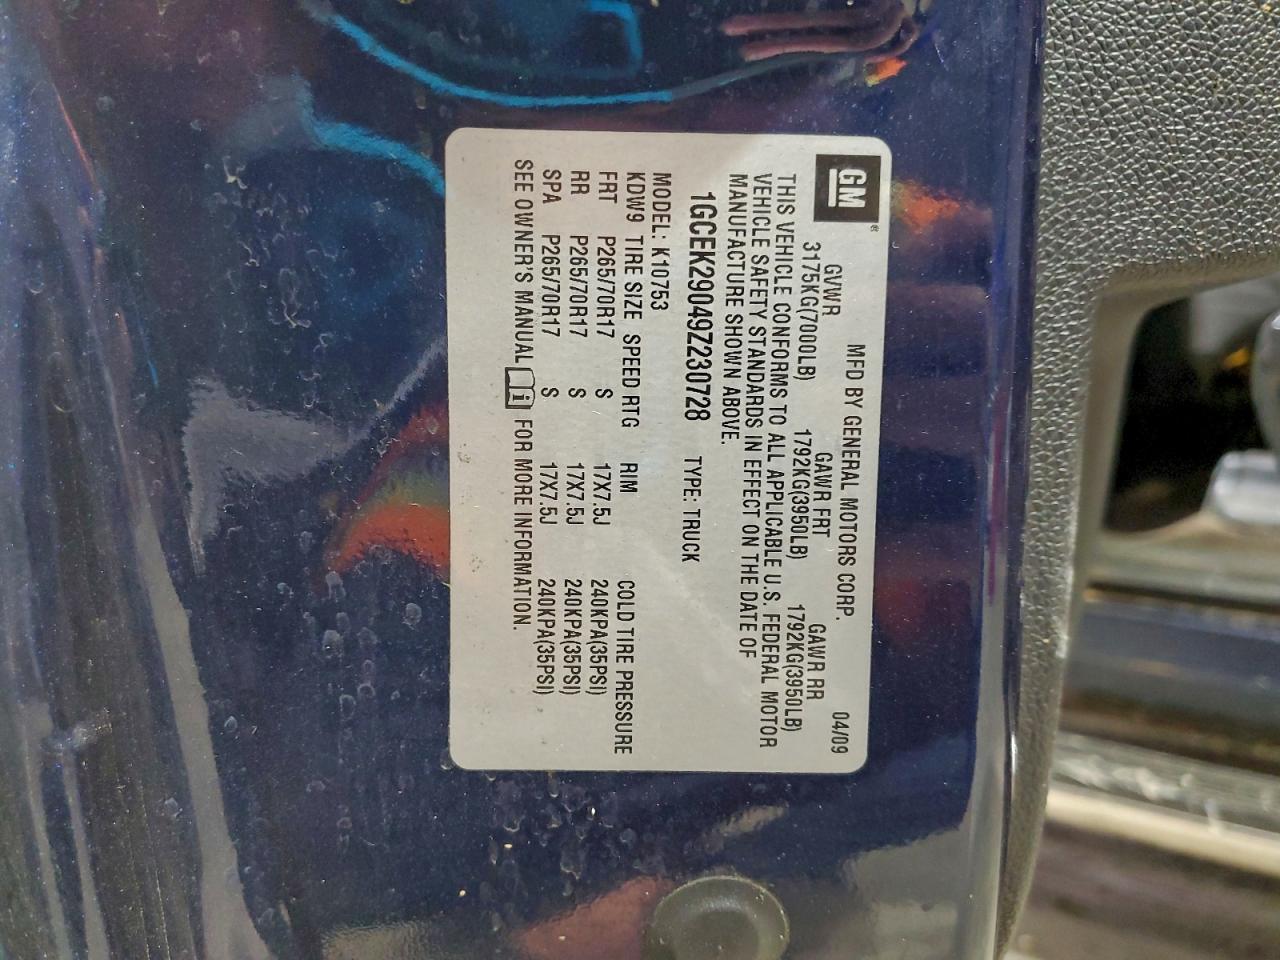 GM®
MFD BY GENERAL MOTORS CORP. 04/09
GVWR GAWR FRT GAWR RR
3175KG(7000LB) 1792KG(3950LB) 1792KG(3950LB)
THIS VEHICLE CONFORMS TO ALL APPLICABLE U.S. FEDERAL MOTOR
VEHICLE SAFETY STANDARDS IN EFFECT ON THE DATE OF
MANUFACTURE SHOWN ABOVE.
1GCEK29049Z230728 TYPE: TRUCK
MODEL: K10753
KDW9 TIRE SIZE SPEED RTG RIM COLD TIRE PRESSURE
FRT P265/70R17 S 17X7.5J 240KPA(35PSI)
RR P265/70R17 S 17X7.5J 240KPA(35PSI)
SPA P265/70R17 S 17X7.5J 240KPA(35PSI)
SEE OWNER'S MANUAL i FOR MORE INFORMATION.